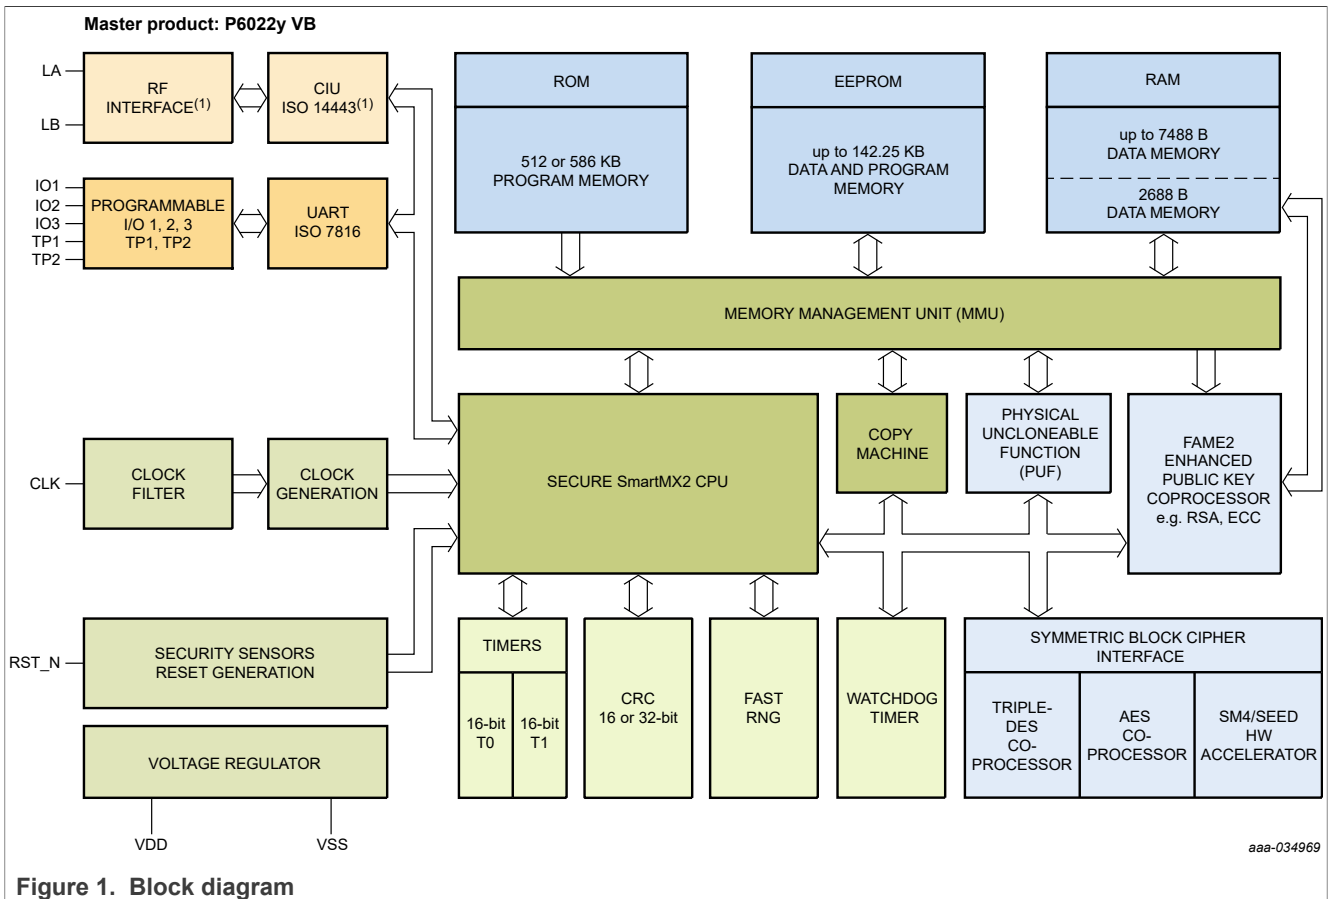 Master product: P6022y VB
LA
LB
RF
INTERFACE(1)
CIU
ISO 14443(1)
IO1
IO2
IO3
TP1
TP2
PROGRAMMABLE
I/O 1, 2, 3
TP1, TP2
UART
ISO 7816
ROM
512 or 586 KB
PROGRAM MEMORY
EEPROM
up to 142.25 KB
DATA AND PROGRAM
MEMORY
RAM
up to 7488 B
DATA MEMORY
2688 B
DATA MEMORY
MEMORY MANAGEMENT UNIT (MMU)
CLK
CLOCK
FILTER
CLOCK
GENERATION
SECURE SmartMX2 CPU
COPY
MACHINE
PHYSICAL
UNCLONEABLE
FUNCTION
(PUF)
FAME2
ENHANCED
PUBLIC KEY
COPROCESSOR
e.g. RSA, ECC
RST_N
SECURITY SENSORS
RESET GENERATION
VOLTAGE REGULATOR
VDD
VSS
TIMERS
16-bit
T0
16-bit
T1
CRC
16 or 32-bit
FAST
RNG
WATCHDOG
TIMER
SYMMETRIC BLOCK CIPHER
INTERFACE
TRIPLE-
DES
CO-
PROCESSOR
AES
CO-
PROCESSOR
SM4/SEED
HW
ACCELERATOR
aaa-034969
Figure 1. Block diagram